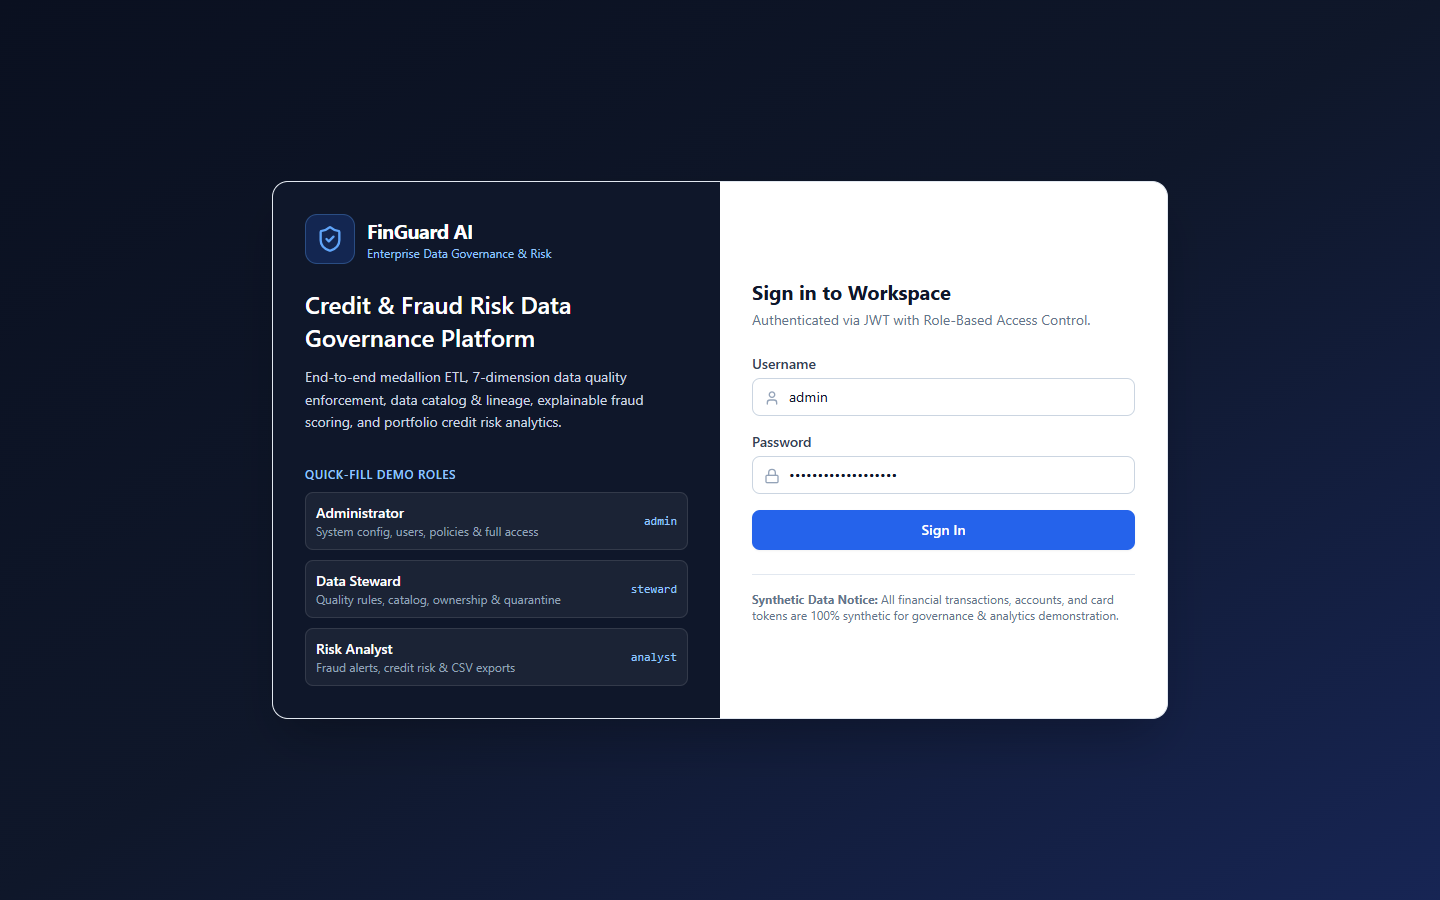 FinGuard AI
Enterprise Data Governance & Risk
Credit & Fraud Risk Data
Governance Platform
End-to-end medallion ETL, 7-dimension data quality
enforcement, data catalog & lineage, explainable fraud
scoring, and portfolio credit risk analytics.
QUICK-FILL DEMO ROLES
Administrator
System config, users, policies & full access
admin
Data Steward
Quality rules, catalog, ownership & quarantine
steward
Risk Analyst
Fraud alerts, credit risk & CSV exports
analyst
Sign in to Workspace
Authenticated via JWT with Role-Based Access Control.
Username
admin
Password
•••••••••••••••••••
Sign In
Synthetic Data Notice: All financial transactions, accounts, and card
tokens are 100% synthetic for governance & analytics demonstration.